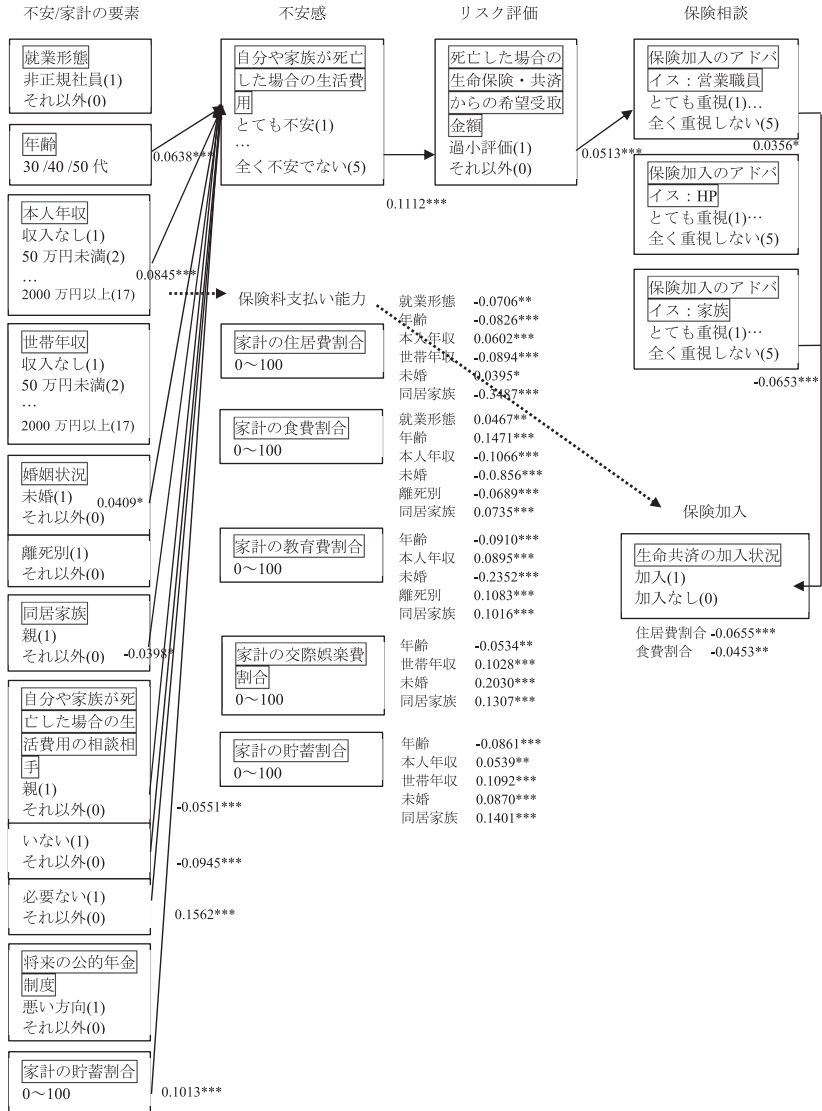 不安/家計の要素
就業形態
非正規社員(1)
それ以外(0)
年齢
30 /40 /50 代
0.0638***
本人年収
収入なし(1)
50 万円未満(2)
…
2000 万円以上(17)
0.0845***
世帯年収
収入なし(1)
50 万円未満(2)
…
2000 万円以上(17)
婚姻状況
未婚(1)
それ以外(0)
0.0409*
離死別(1)
それ以外(0)
同居家族
親(1)
それ以外(0)
-0.0398*
自分や家族が死
亡した場合の生
活費用の相談相
手
親(1)
それ以外(0)
-0.0551***
いない(1)
それ以外(0)
-0.0945***
必要ない(1)
それ以外(0)
0.1562***
将来の公的年金
制度
悪い方向(1)
それ以外(0)
家計の貯蓄割合
0～100
0.1013***
不安感
自分や家族が死亡
した場合の生活費
用
とても不安(1)
…
全く不安でない(5)
0.1112***
保険料支払い能力
家計の住居費割合
0～100
家計の食費割合
0～100
家計の教育費割合
0～100
家計の交際娯楽費
割合
0～100
家計の貯蓄割合
0～100
リスク評価
死亡した場合の
生命保険・共済
からの希望受取
金額
過小評価(1)
それ以外(0)
0.0513***
就業形態 -0.0706**
年齢 -0.0826***
本人年収 0.0602***
世帯年収 -0.0894***
未婚 0.0395*
同居家族 -0.3487***
就業形態 0.0467**
年齢 0.1471***
本人年収 -0.1066***
未婚 -0.0.856***
離死別 -0.0689***
同居家族 0.0735***
年齢 -0.0910***
本人年収 0.0895***
未婚 -0.2352***
離死別 0.1083***
同居家族 0.1016***
年齢 -0.0534**
世帯年収 0.1028***
未婚 0.2030***
同居家族 0.1307***
年齢 -0.0861***
本人年収 0.0539**
世帯年収 0.1092***
未婚 0.0870***
同居家族 0.1401***
保険相談
保険加入のアドバ
イス：営業職員
とても重視(1)…
全く重視しない(5)
0.0356*
保険加入のアドバ
イス：HP
とても重視(1)…
全く重視しない(5)
保険加入のアドバ
イス：家族
とても重視(1)…
全く重視しない(5)
-0.0653***
保険加入
生命共済の加入状況
加入(1)
加入なし(0)
住居費割合 -0.0655***
食費割合 -0.0453**